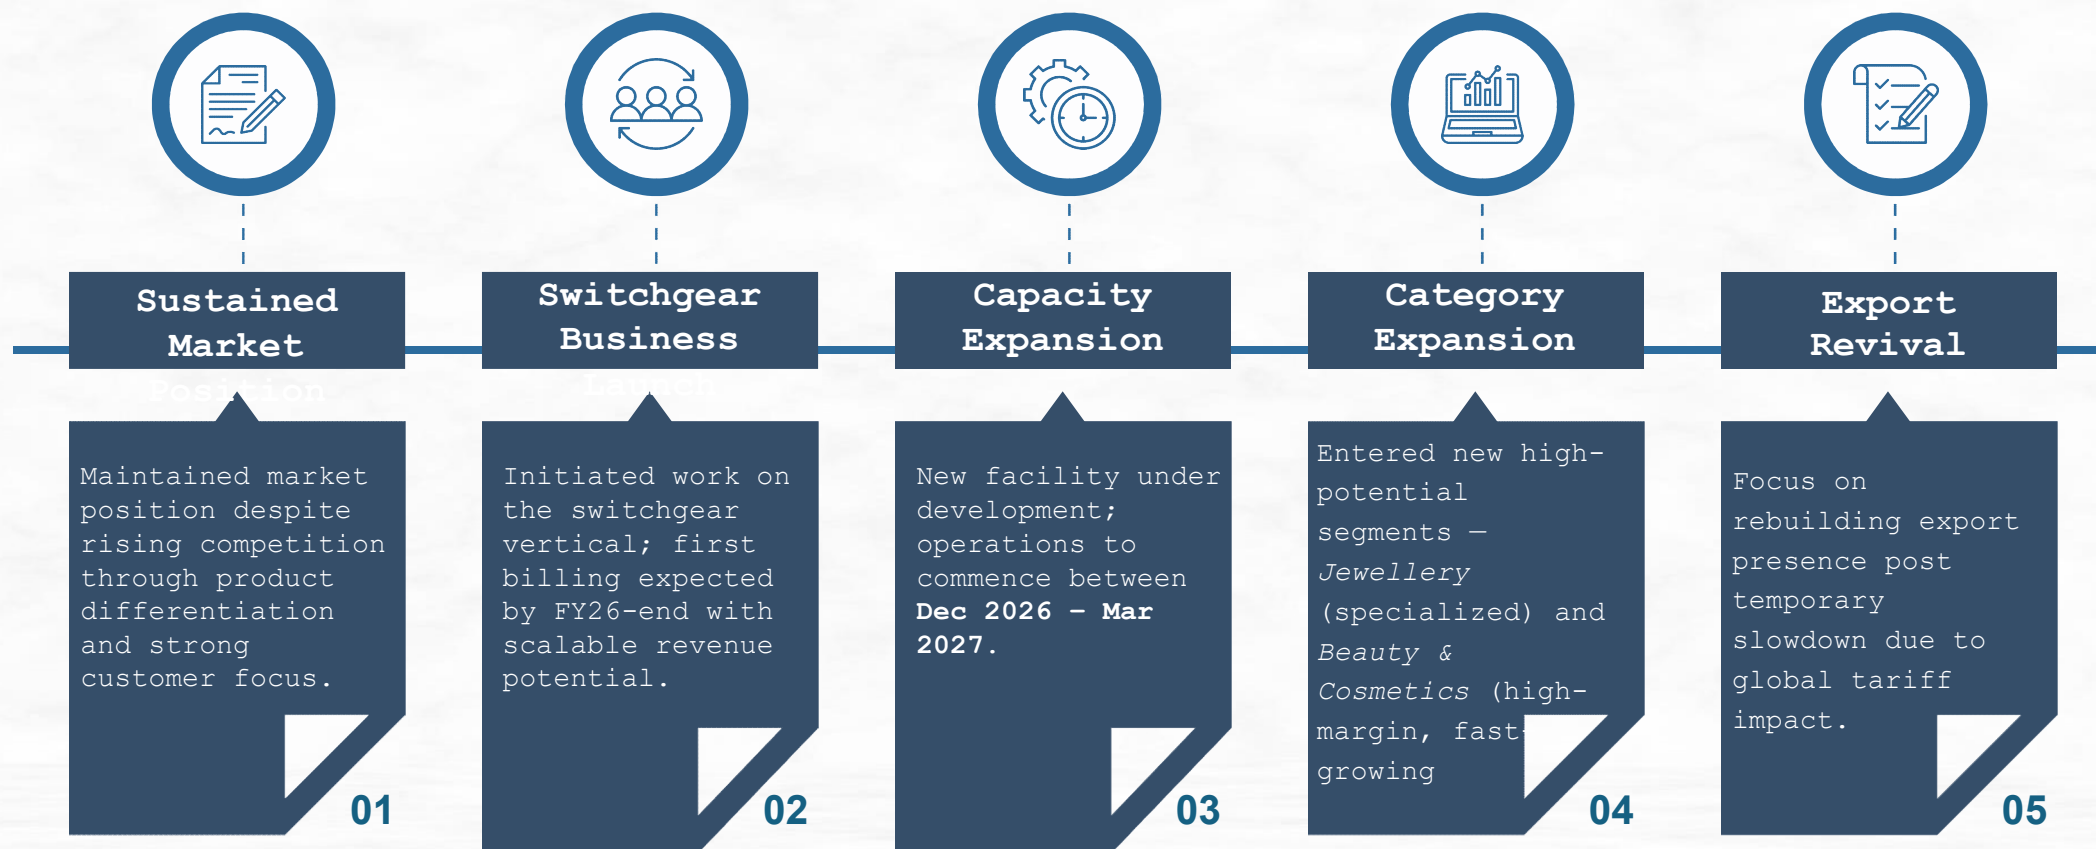 Sustained
Market
Position
Maintained market
position despite
rising competition
through product
differentiation
and strong
customer focus.
01
Switchgear
Business
Launch
Initiated work on
the switchgear
vertical; first
billing expected
by FY26-end with
scalable revenue
potential.
02
Capacity
Expansion
New facility under
development;
operations to
commence between
Dec 2026 – Mar
2027.
03
Category
Expansion
Entered new high-
potential
segments —
Jewellery
(specialized) and
Beauty &
Cosmetics (high-
margin, fast-
growing
04
Export
Revival
Focus on
rebuilding export
presence post
temporary
slowdown due to
global tariff
impact.
05